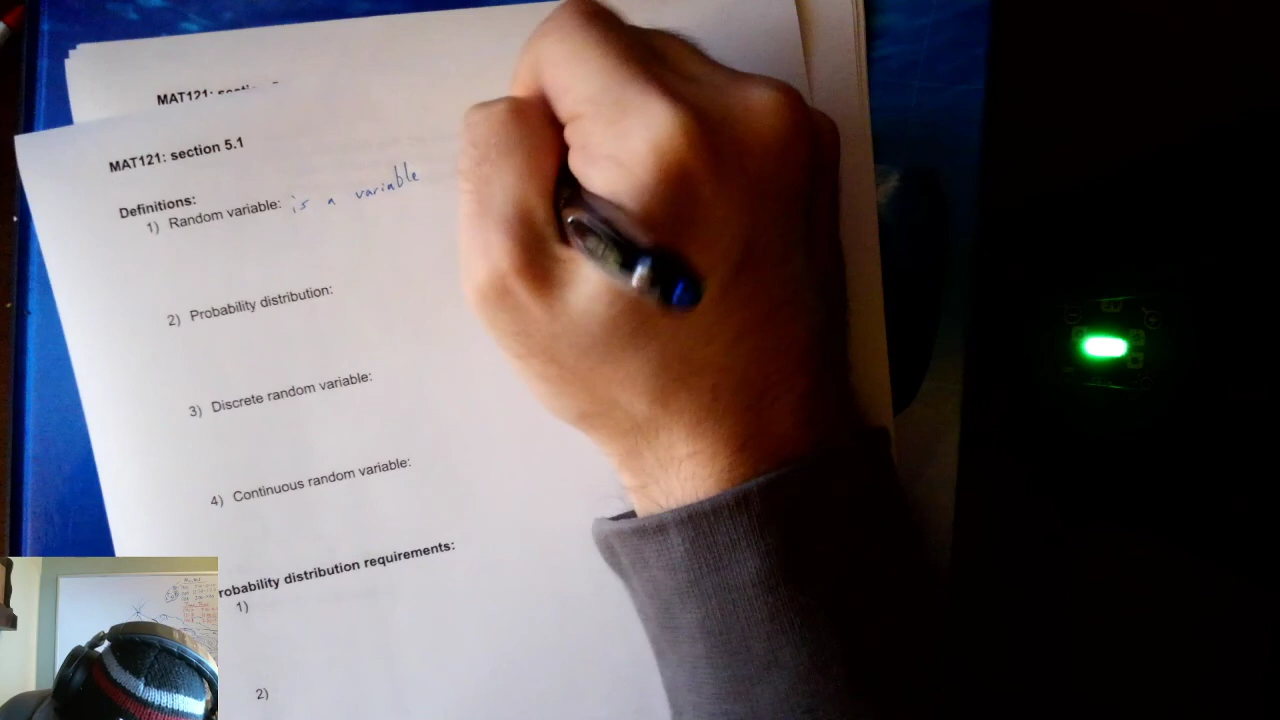 MAT121:
MAT121: section 5.1
Definitions:
1) Random variable: is a variable
2) Probability distribution:
3) Discrete random variable:
4) Continuous random variable:
robability distribution requirements:
1)
2)